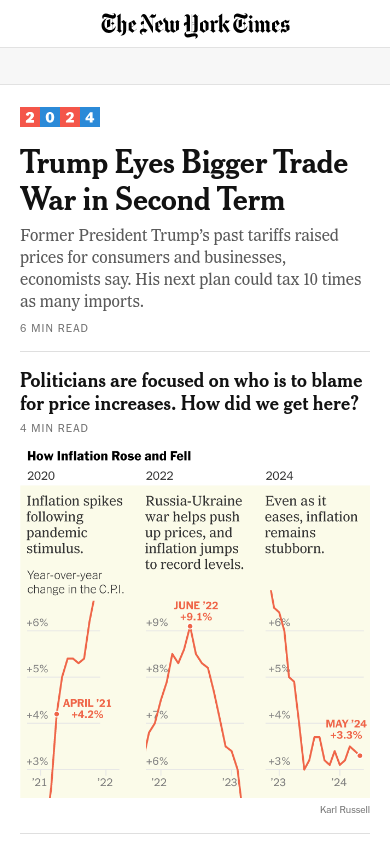 The New York Times
2024
Trump Eyes Bigger Trade
War in Second Term
Former President Trump's past tariffs raised
prices for consumers and businesses,
economists say. His next plan could tax 10 times
as many imports.
6 MIN READ
Politicians are focused on who is to blame
for price increases. How did we get here?
4 MIN READ
How Inflation Rose and Fell
2020
Inflation spikes
following
pandemic
stimulus.
Year-over-year
change in the C.P.I.
+6%
+5%
+4%
APRIL '21
+4.2%
+3%
'21
'22
2022
Russia-Ukraine
war helps push
up prices, and
inflation jumps
to record levels.
JUNE '22
+9.1%
+9%
+8%
+7%
+6%
'22
'23
2024
Even as it
eases, inflation
remains
stubborn.
+6%
+5%
+4%
MAY '24
+3.3%
+3%
'23
'24
Karl Russell